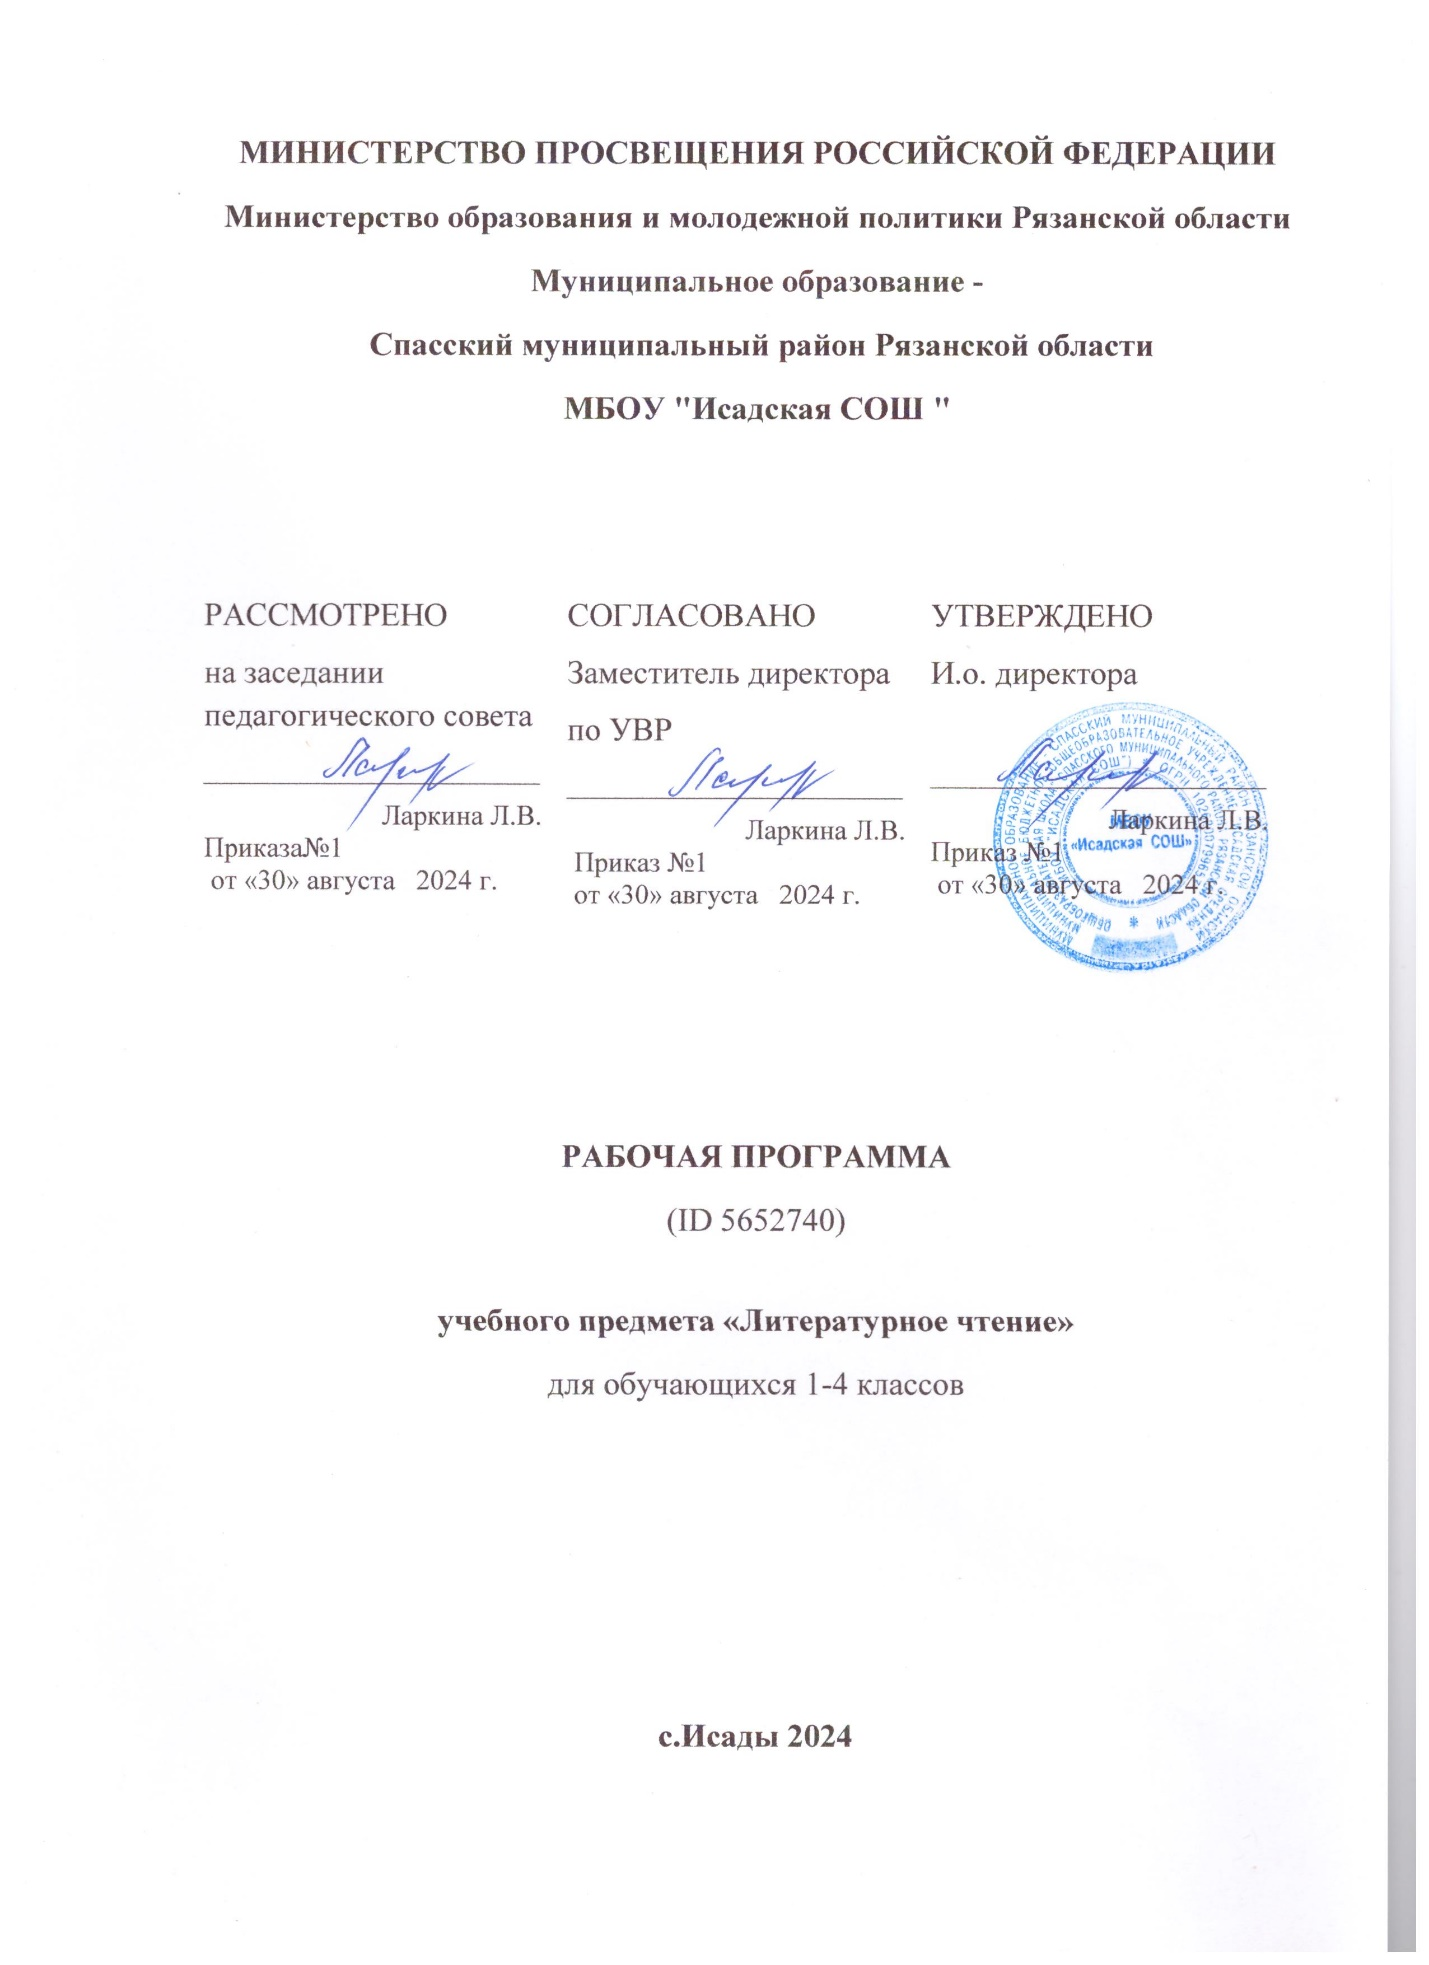 МИНИСТЕРСТВО ПРОСВЕЩЕНИЯ РОССИЙСКОЙ ФЕДЕРАЦИИ
Министерство образования и молодежной политики Рязанской области
Муниципальное образование -
Спасский муниципальный район Рязанской области
МБОУ "Исадская СОШ "
РАССМОТРЕНО
на заседании
педагогического совета
Ларкина Л.В.
Приказа№1
от «30» августа 2024 г.
СОГЛАСОВАНО
Заместитель директора
по УВР
Ларкина Л.В.
Приказ №1
от «30» августа 2024 г.
УТВЕРЖДЕНО
И.о. директора
Ларкина Л.В.
Приказ №1
от «30» августа 2024 г.
«Исадская СОШ»
РАБОЧАЯ ПРОГРАММА
(ID 5652740)
учебного предмета «Литературное чтение»
для обучающихся 1-4 классов
с.Исады 2024